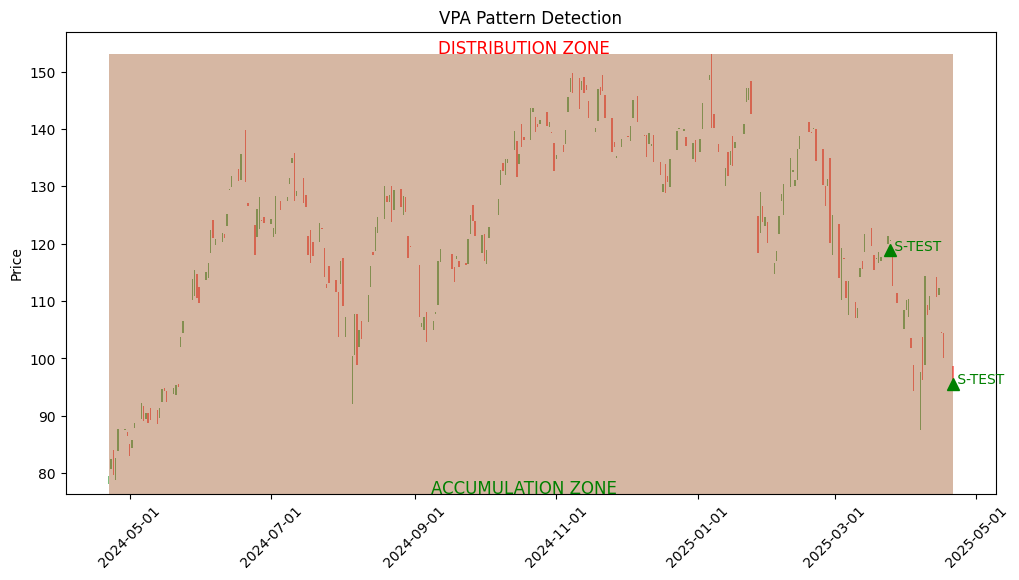 VPA Pattern Detection
DISTRIBUTION ZONE
150
140
130
120
110
100
90
80
Price
S-TEST
S-TEST
ACCUMULATION ZONE
2024-05-01
2024-07-01
2024-09-01
2024-11-01
2025-01-01
2025-03-01
2025-05-01